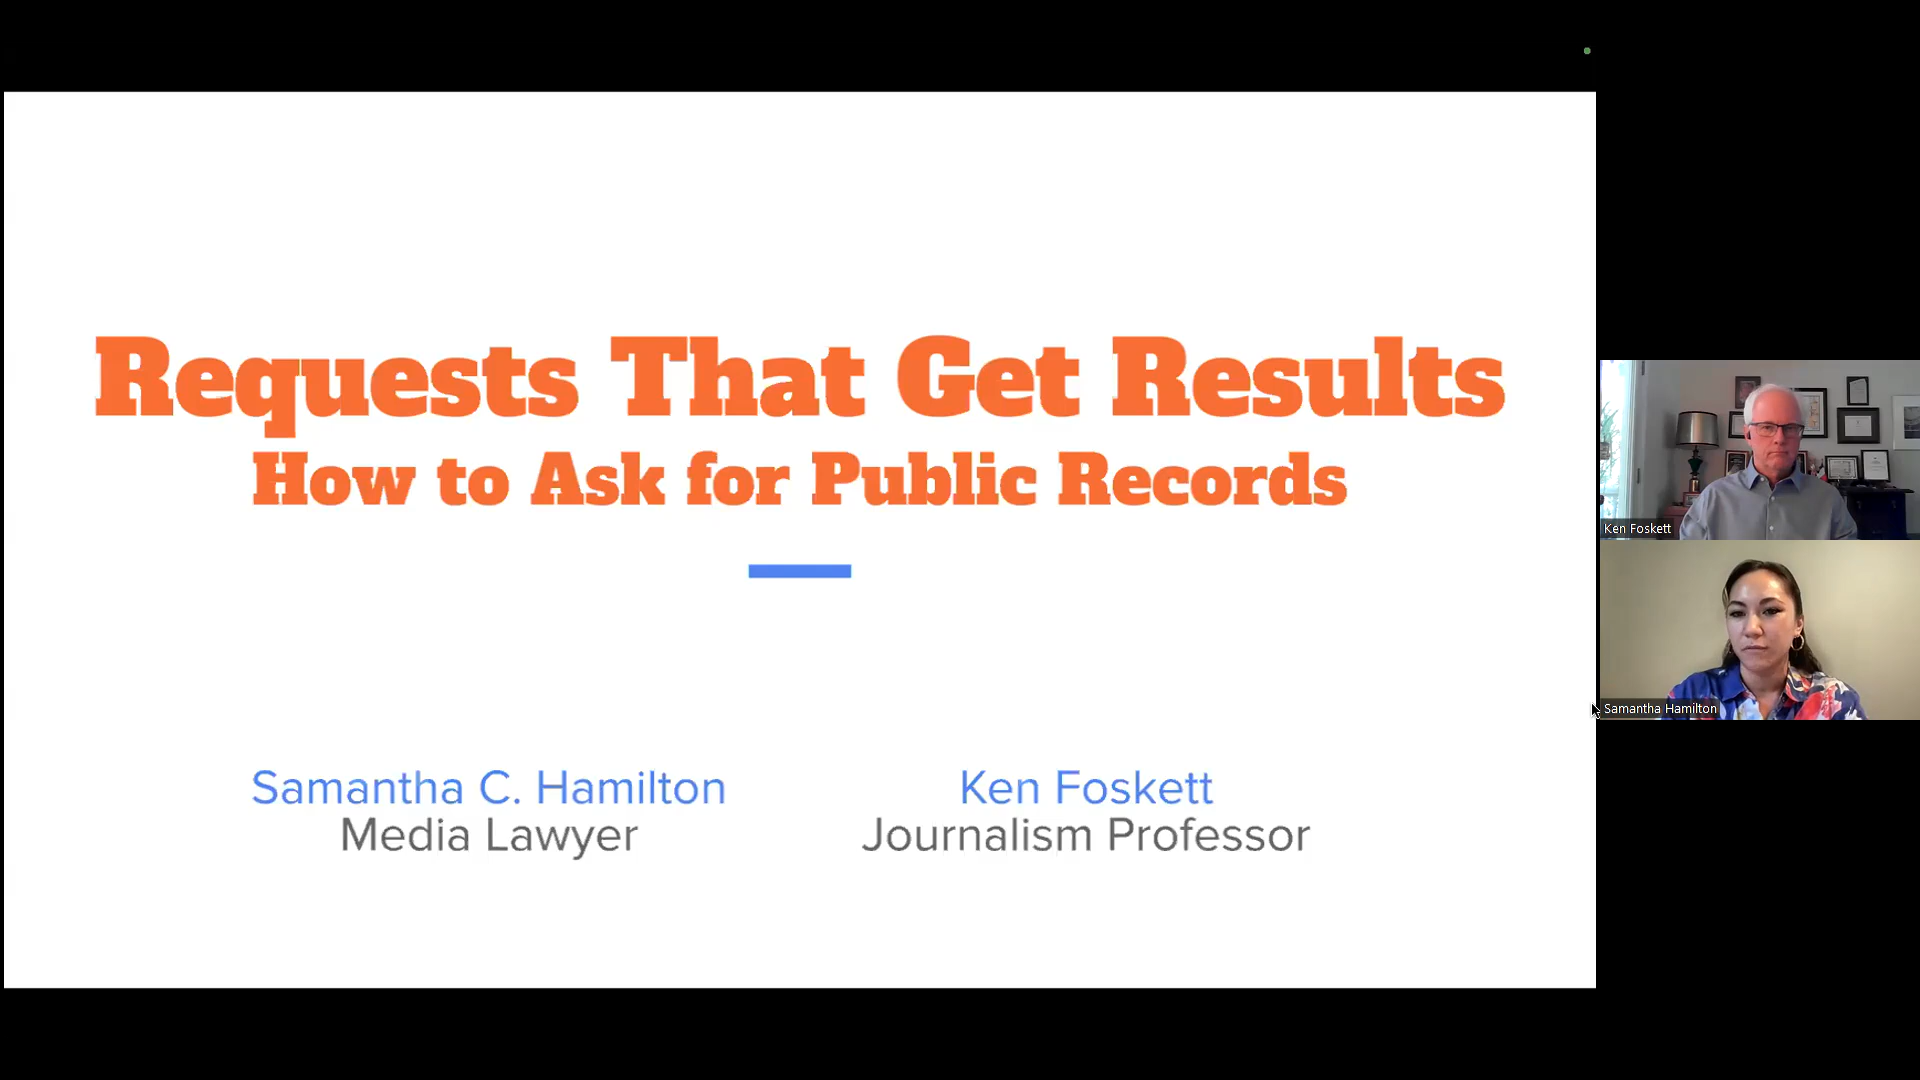 Requests That Get Results
How to Ask for Public Records
Samantha C. Hamilton
Media Lawyer
Ken Foskett
Journalism Professor
Ken Foskett
Samantha Hamilton